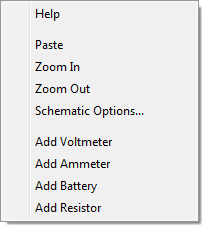 Help
Paste
Zoom In
Zoom Out
Schematic Options...
Add Voltmeter
Add Ammeter
Add Battery
Add Resistor